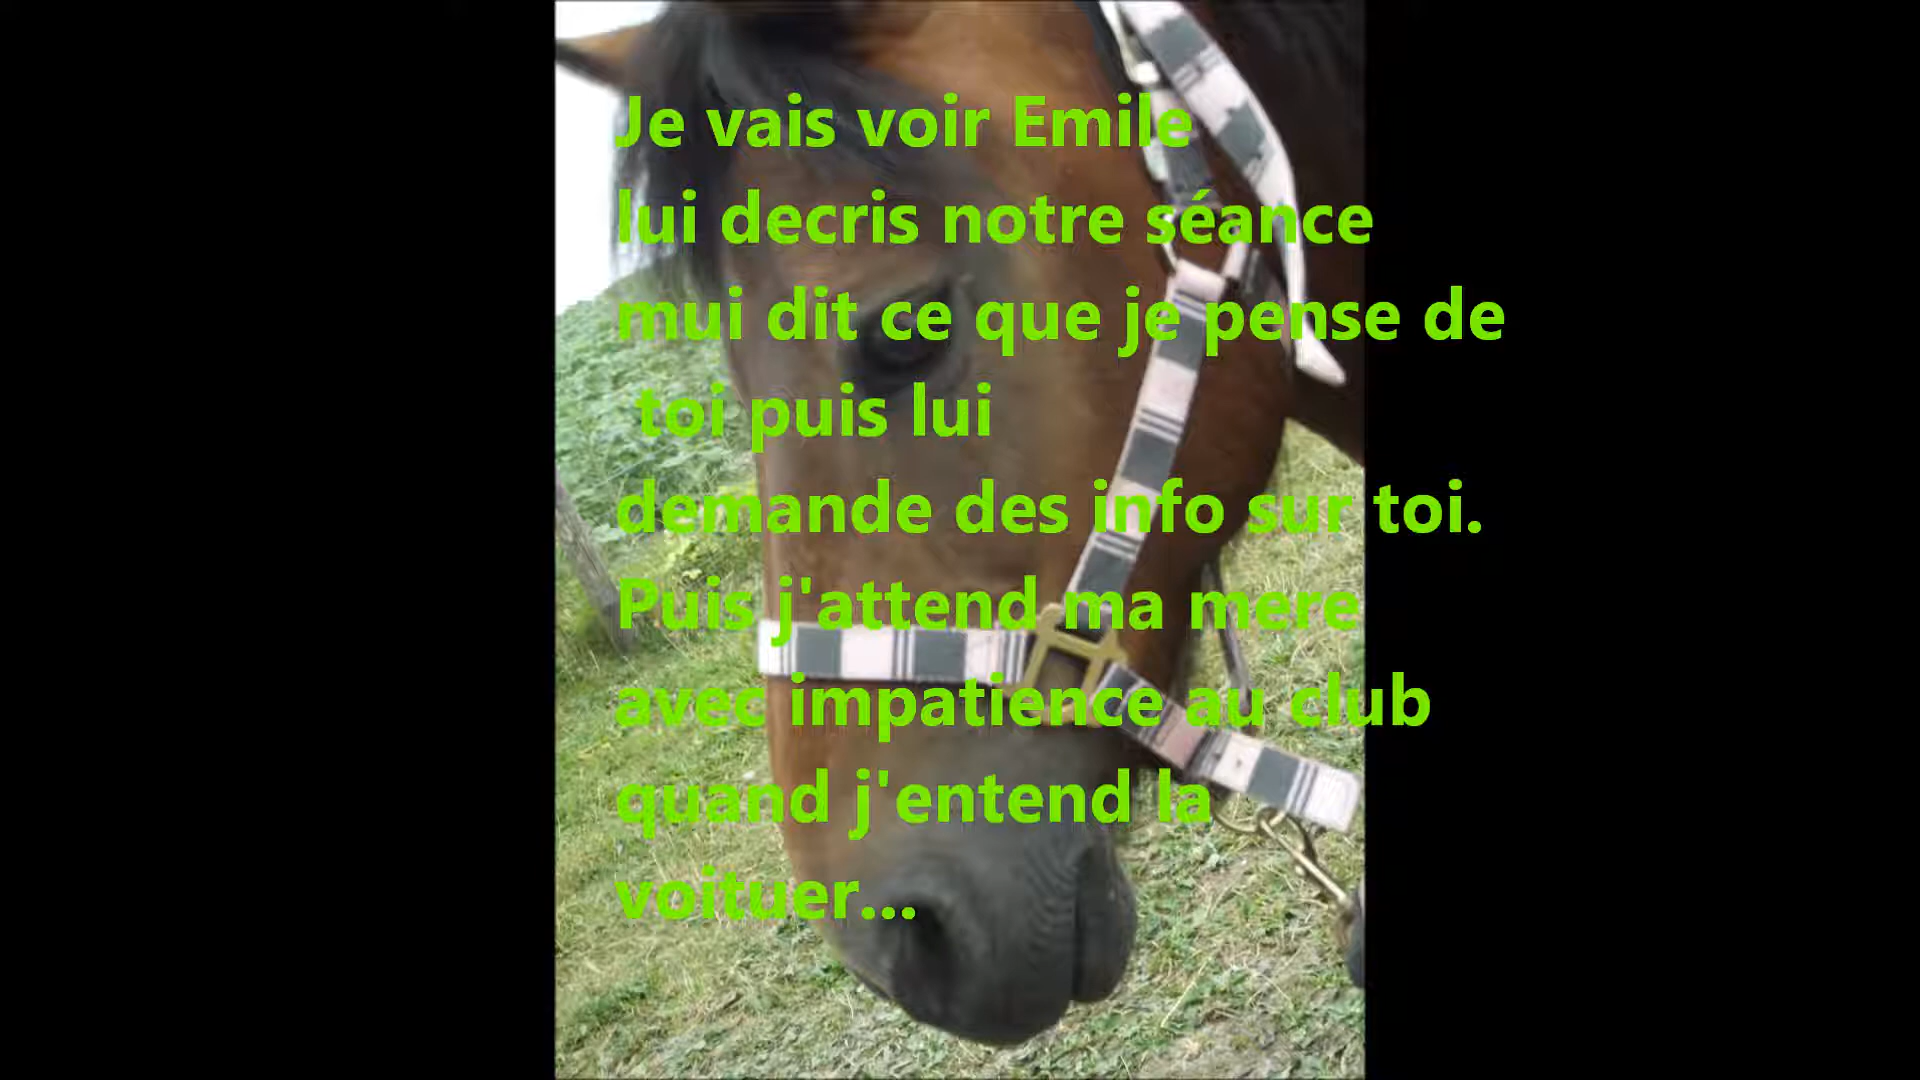 Je vais voir Emile
lui decris notre séance
mui dit ce que je pense de
toi puis lui
demande des info sur toi.
Puis j'attend ma mere
avec impatience au club
quand j'entend la
voituer...